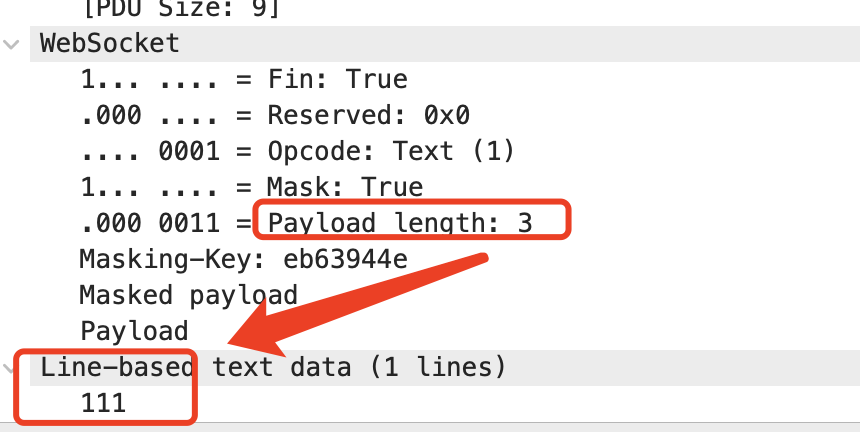 [PDU Size: 9]
WebSocket
1... .... = Fin: True
.000 .... = Reserved: 0x0
.... 0001 = Opcode: Text (1)
1... .... = Mask: True
.000 0011 = Payload length: 3
Masking-Key: eb63944e
Masked payload
Payload
Line-based text data (1 lines)
111